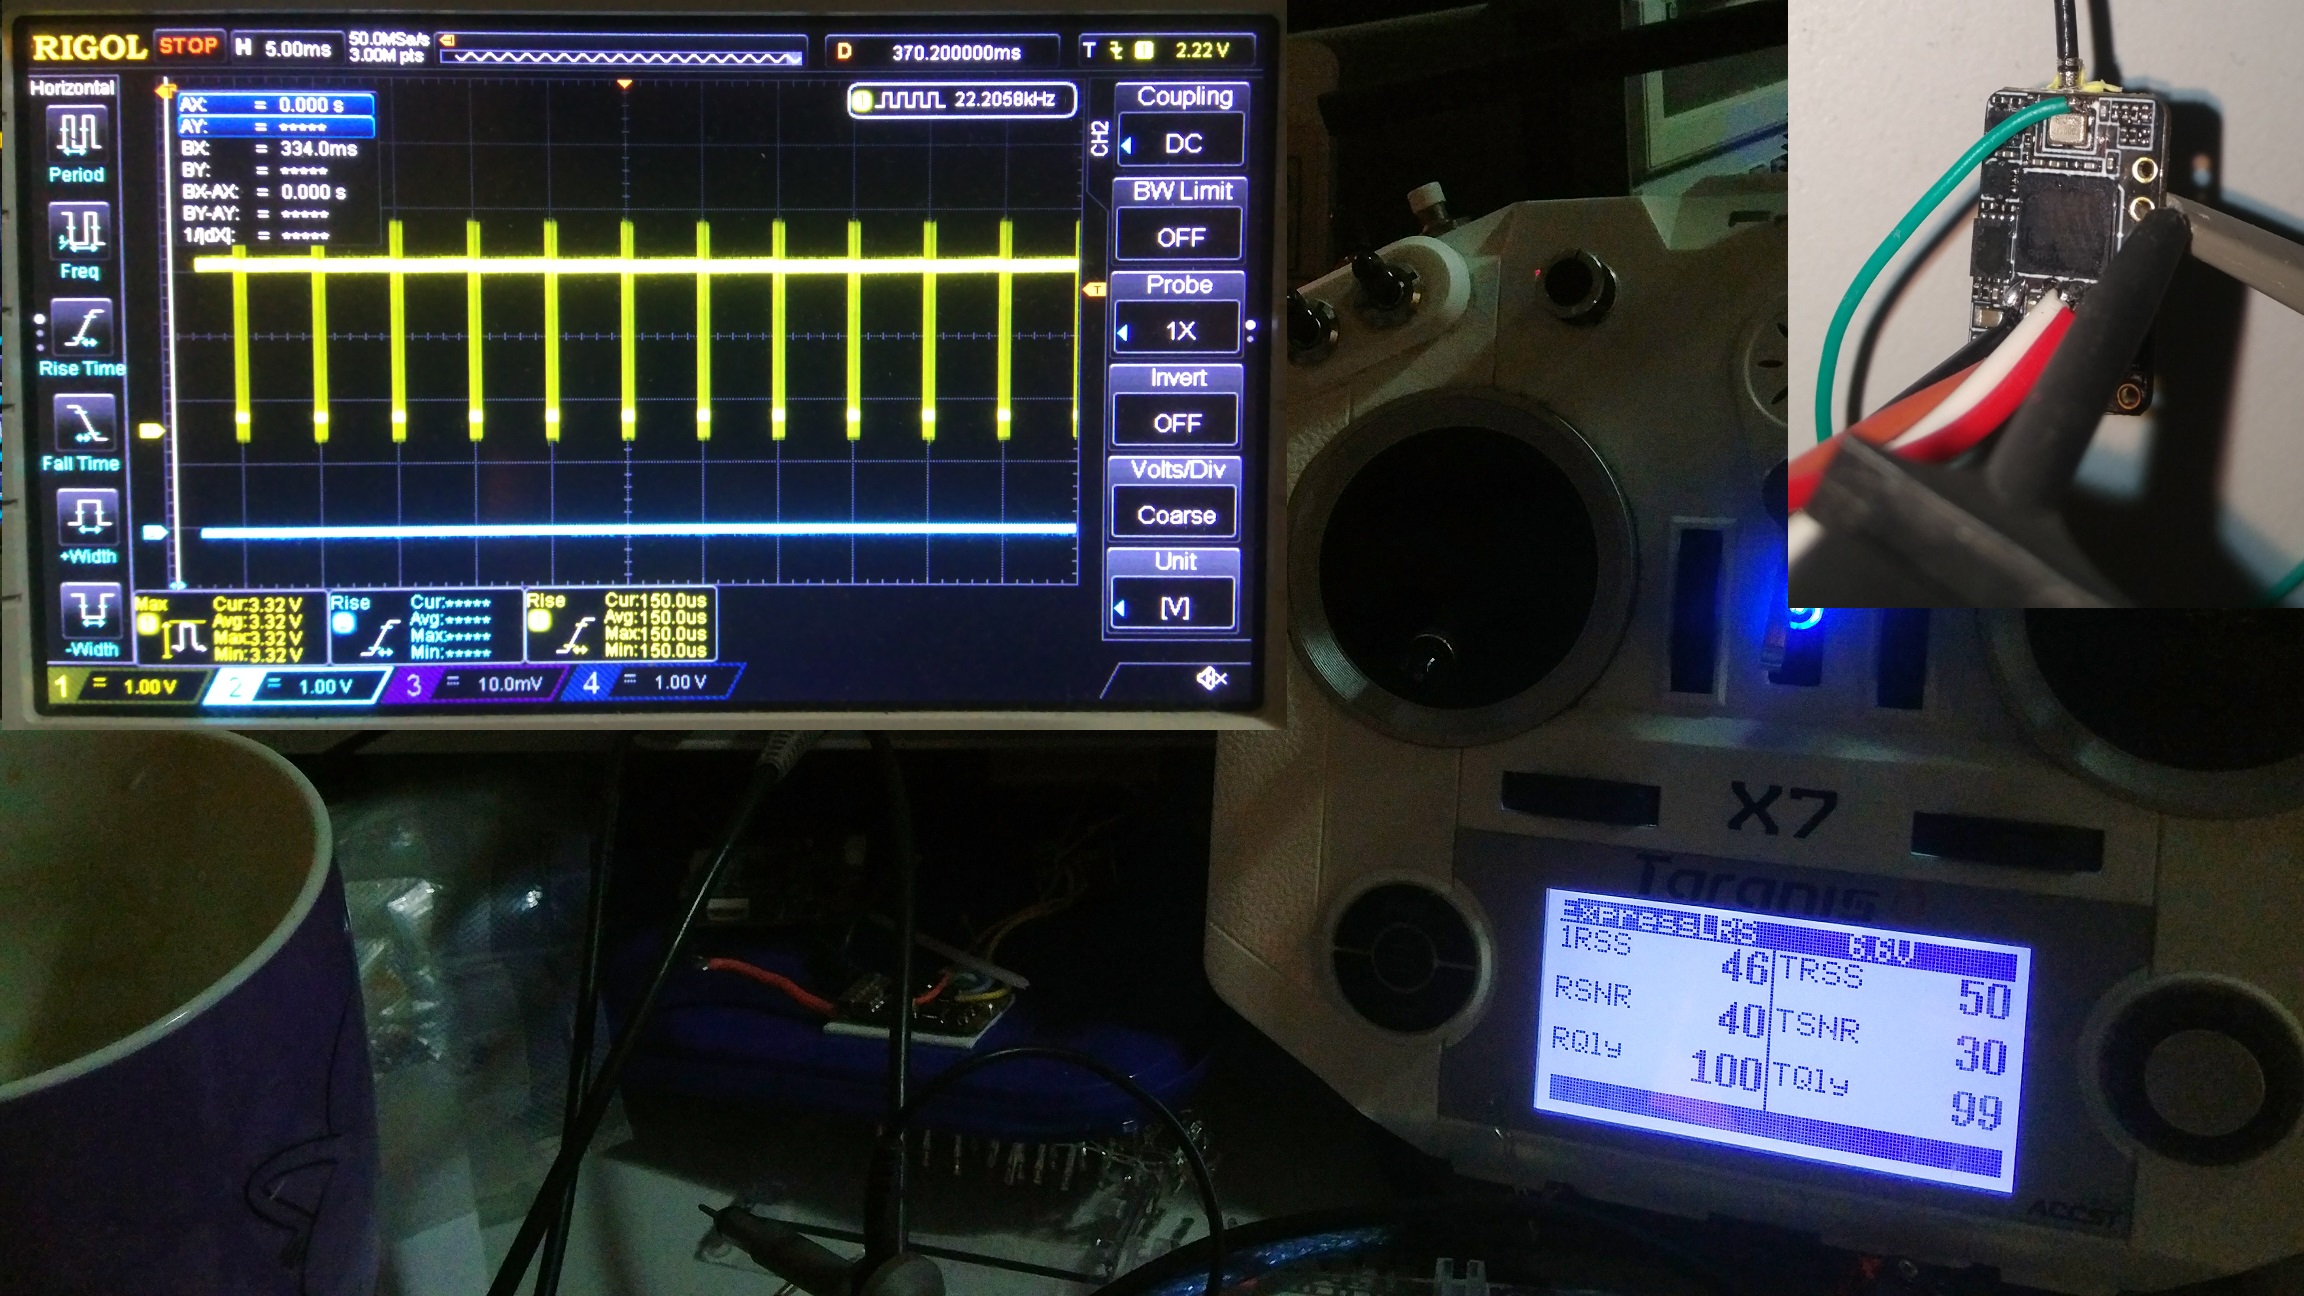 RIGOL STOP H 5.00ms 50.0MSa/s 3.00M pts D 370.200000ms T 1 2.22 V
Horizontal
Period
Freq
Rise Time
Fall Time
+Width
-Width
AX: = 0.000 s
AY: = *****
BX: = 334.0ms
BY: = *****
BX-AX: = 0.000 s
BY-AY: = *****
1/|dX|: = *****
1 22.2058kHz
T
CH2
Coupling
DC
BW Limit
OFF
Probe
1X
Invert
OFF
Volts/Div
Coarse
Unit
[V]
Max
Cur:3.32 V
Avg:3.32 V
Max:3.32 V
Min:3.32 V
Rise
Cur:*****
Avg:*****
Max:*****
Min:*****
Rise
Cur:150.0us
Avg:150.0us
Max:150.0us
Min:150.0us
1 = 1.00 V 2 = 1.00 V 3 = 10.0mV 4 = 1.00 V
X7
Taranis
ExpressLRS
1RSS 46 TRSS 50
RSNR 40 TSNR 30
RQly 100 TQly 99
ACCST